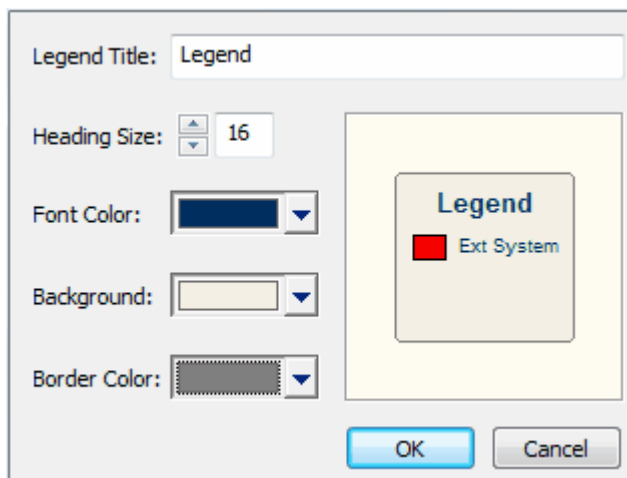 Legend Title: Legend
Heading Size: 16
Font Color:
Background:
Border Color:
Legend
Ext System
OK Cancel